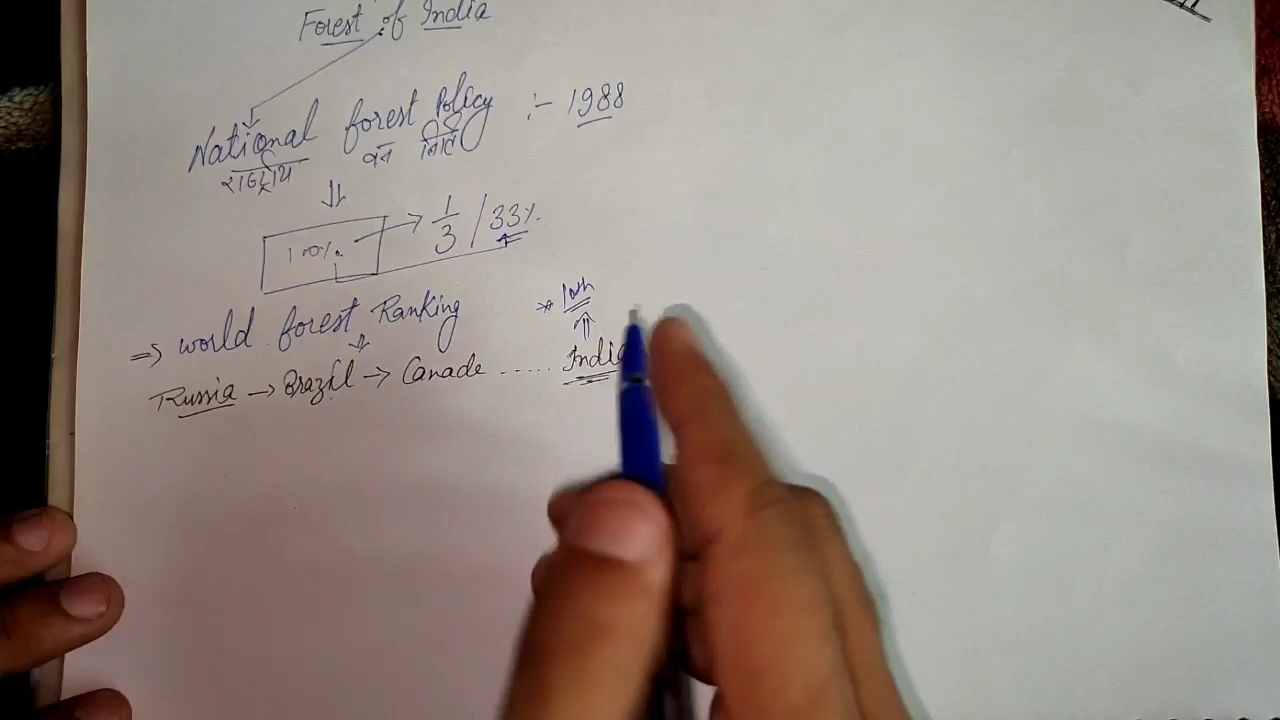 Forest of India
National forest Policy :- 1988
राष्ट्रीय वन निति
100% → 1/3 / 33%
⇒ world forest Ranking
* 10th
Russia → Brazil → Canade ..... India